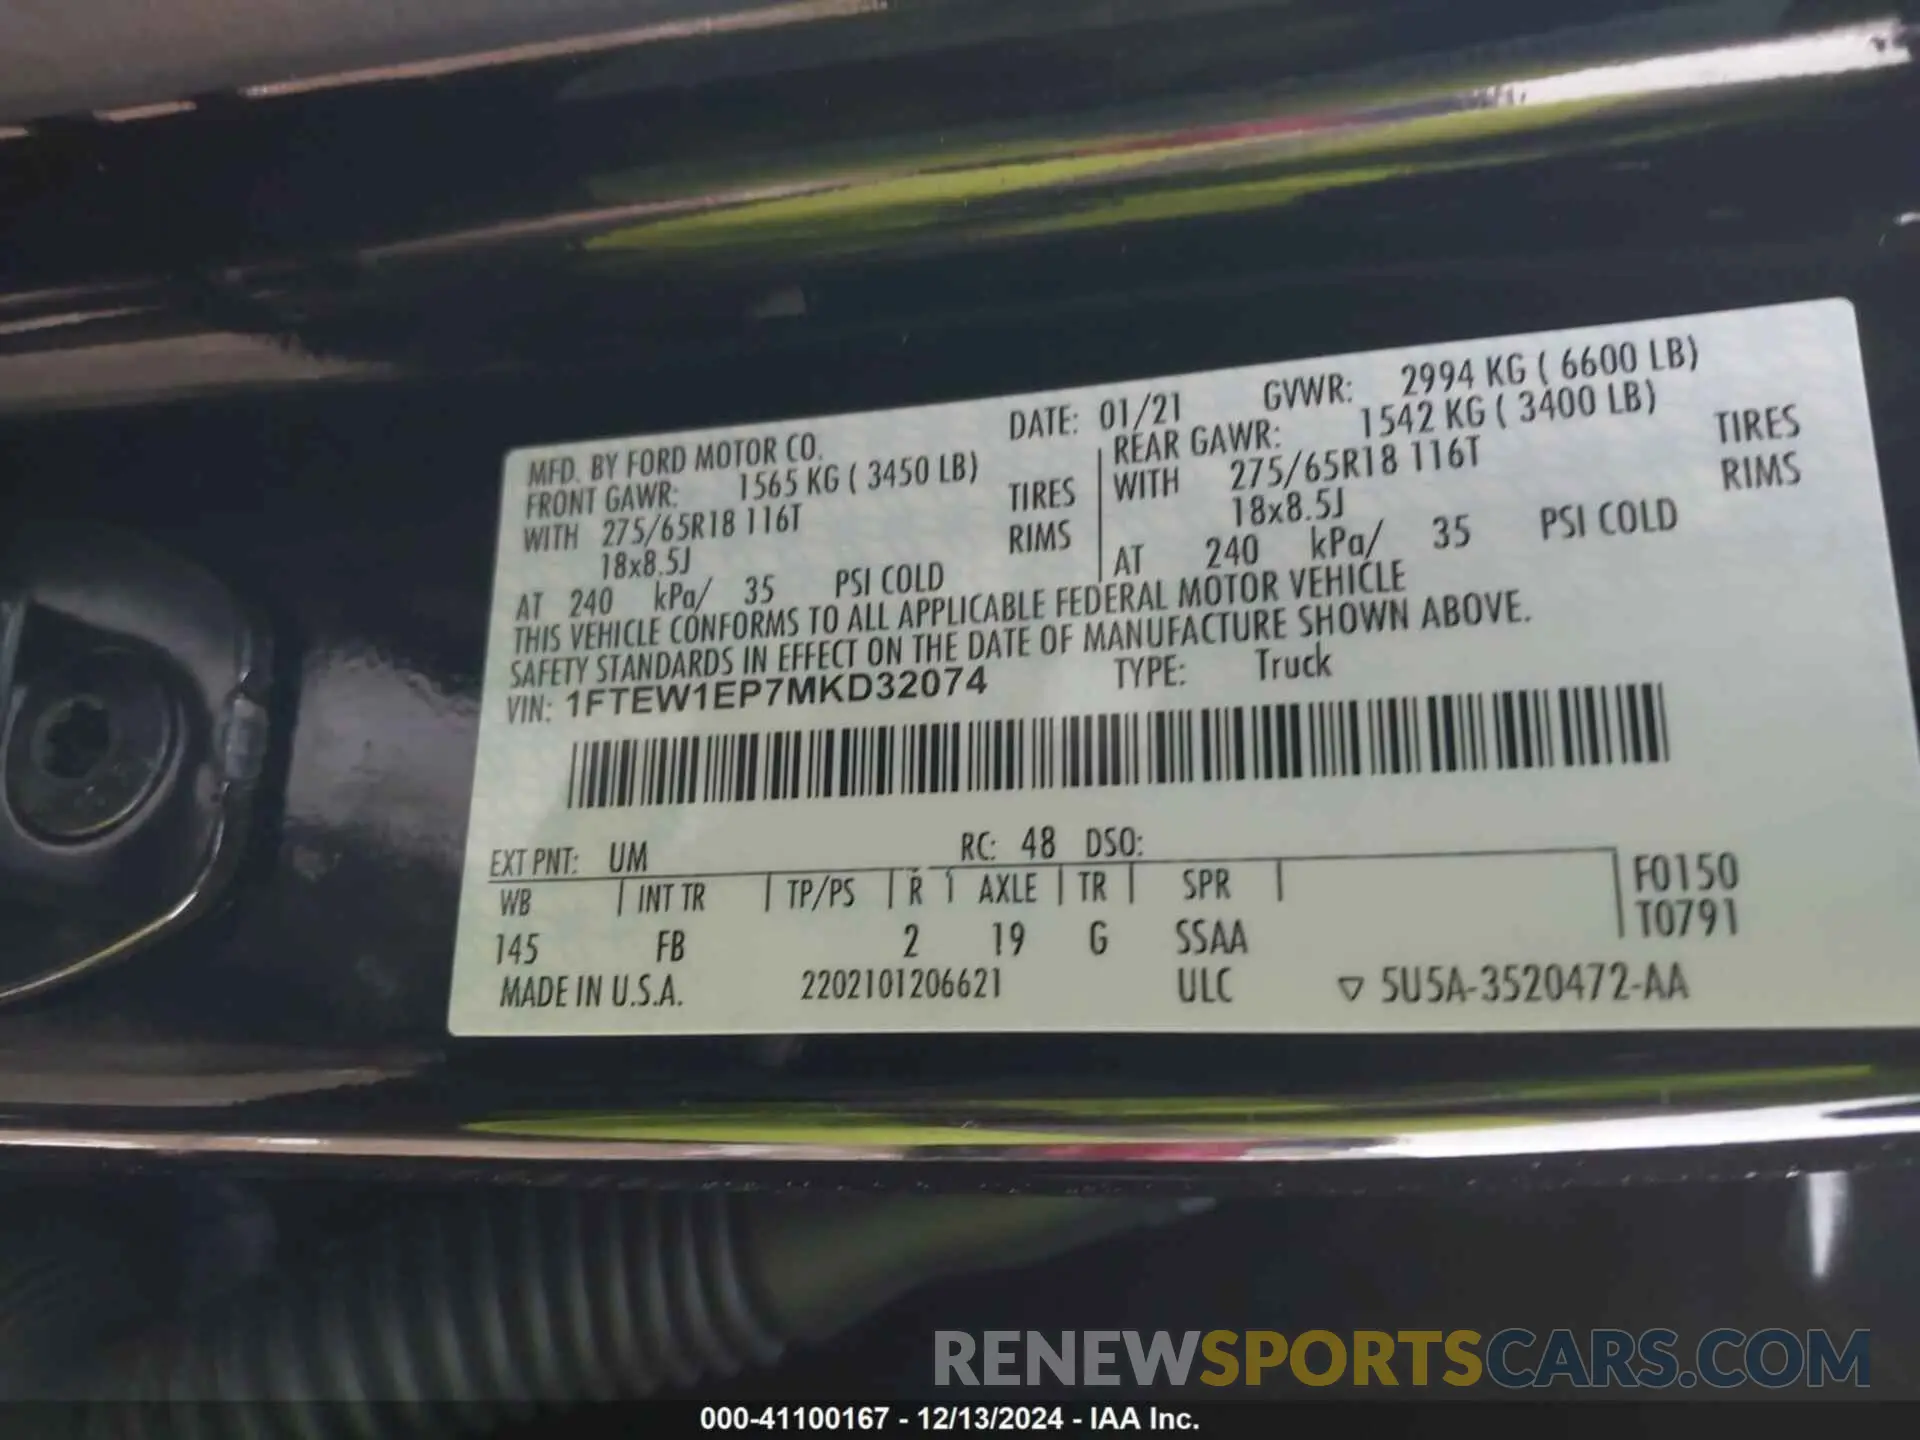 MFD. BY FORD MOTOR CO. DATE: 01/21 GVWR: 2994 KG ( 6600 LB)
FRONT GAWR: 1565 KG ( 3450 LB) REAR GAWR: 1542 KG ( 3400 LB)
WITH 275/65R18 116T TIRES WITH 275/65R18 116T TIRES
18x8.5J RIMS 18x8.5J RIMS
AT 240 kPa/ 35 PSI COLD AT 240 kPa/ 35 PSI COLD
THIS VEHICLE CONFORMS TO ALL APPLICABLE FEDERAL MOTOR VEHICLE
SAFETY STANDARDS IN EFFECT ON THE DATE OF MANUFACTURE SHOWN ABOVE.
VIN: 1FTEW1EP7MKD32074 TYPE: Truck
EXT PNT: UM RC: 48 DSO:
WB INT TR TP/PS R AXLE TR SPR F0150
T0791
145 FB 2 19 G SSAA
MADE IN U.S.A. 2202101206621 ULC ▽ 5U5A-3520472-AA
RENEWSPORTSCARS.COM
000-41100167 - 12/13/2024 - IAA Inc.